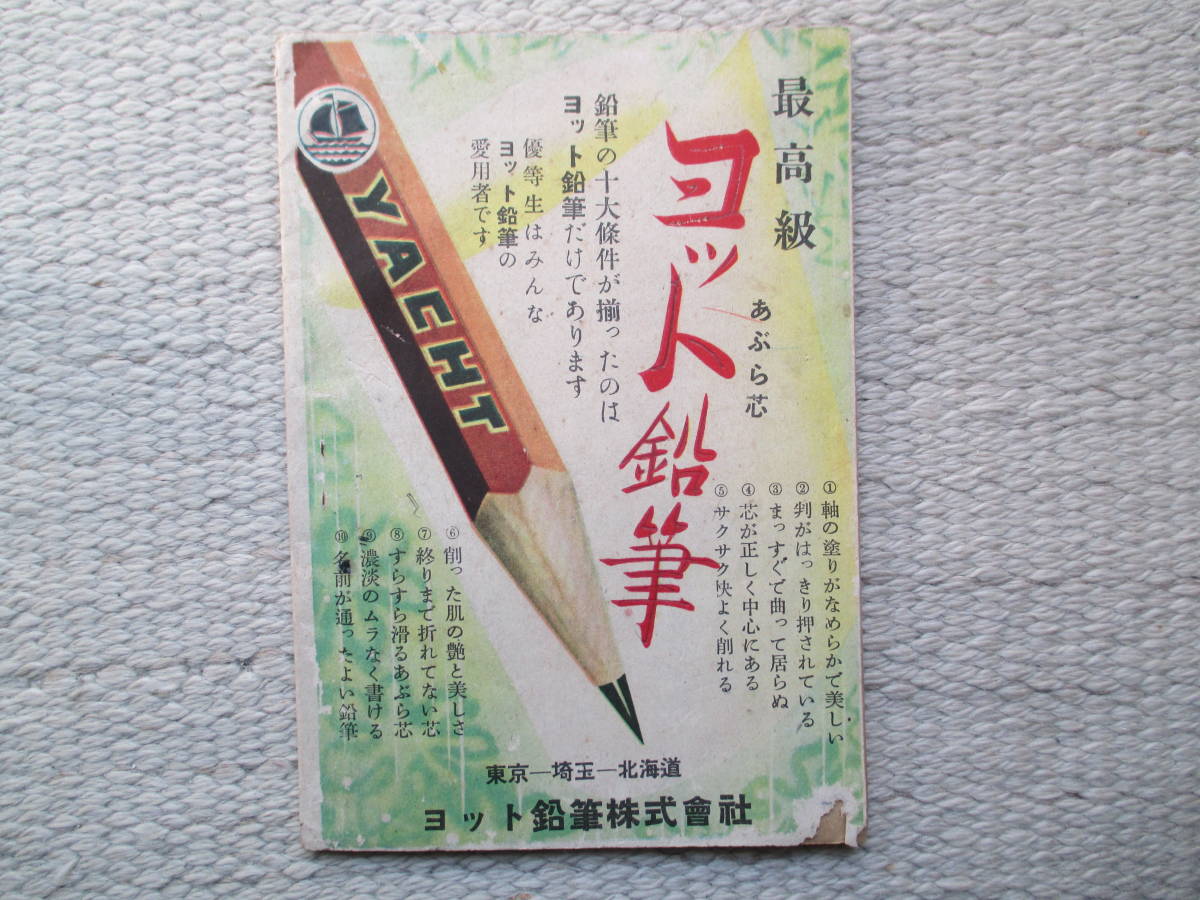 最高級
あぶら芯
ヨット鉛筆
鉛筆の十大條件が揃ったのは
ヨット鉛筆だけであります
優等生はみんな
ヨット鉛筆の
愛用者です
YACHT
①軸の塗りがなめらかで美しい
②判がはっきり押されている
③まっすぐで曲って居らぬ
④芯が正しく中心にある
⑤サクサク快よく削れる
⑥削った肌の艶と美しさ
⑦終りまで折れてない芯
⑧すらすら滑るあぶら芯
⑨濃淡のムラなく書ける
⑩名前が通ったよい鉛筆
東京—埼玉—北海道
ヨット鉛筆株式會社